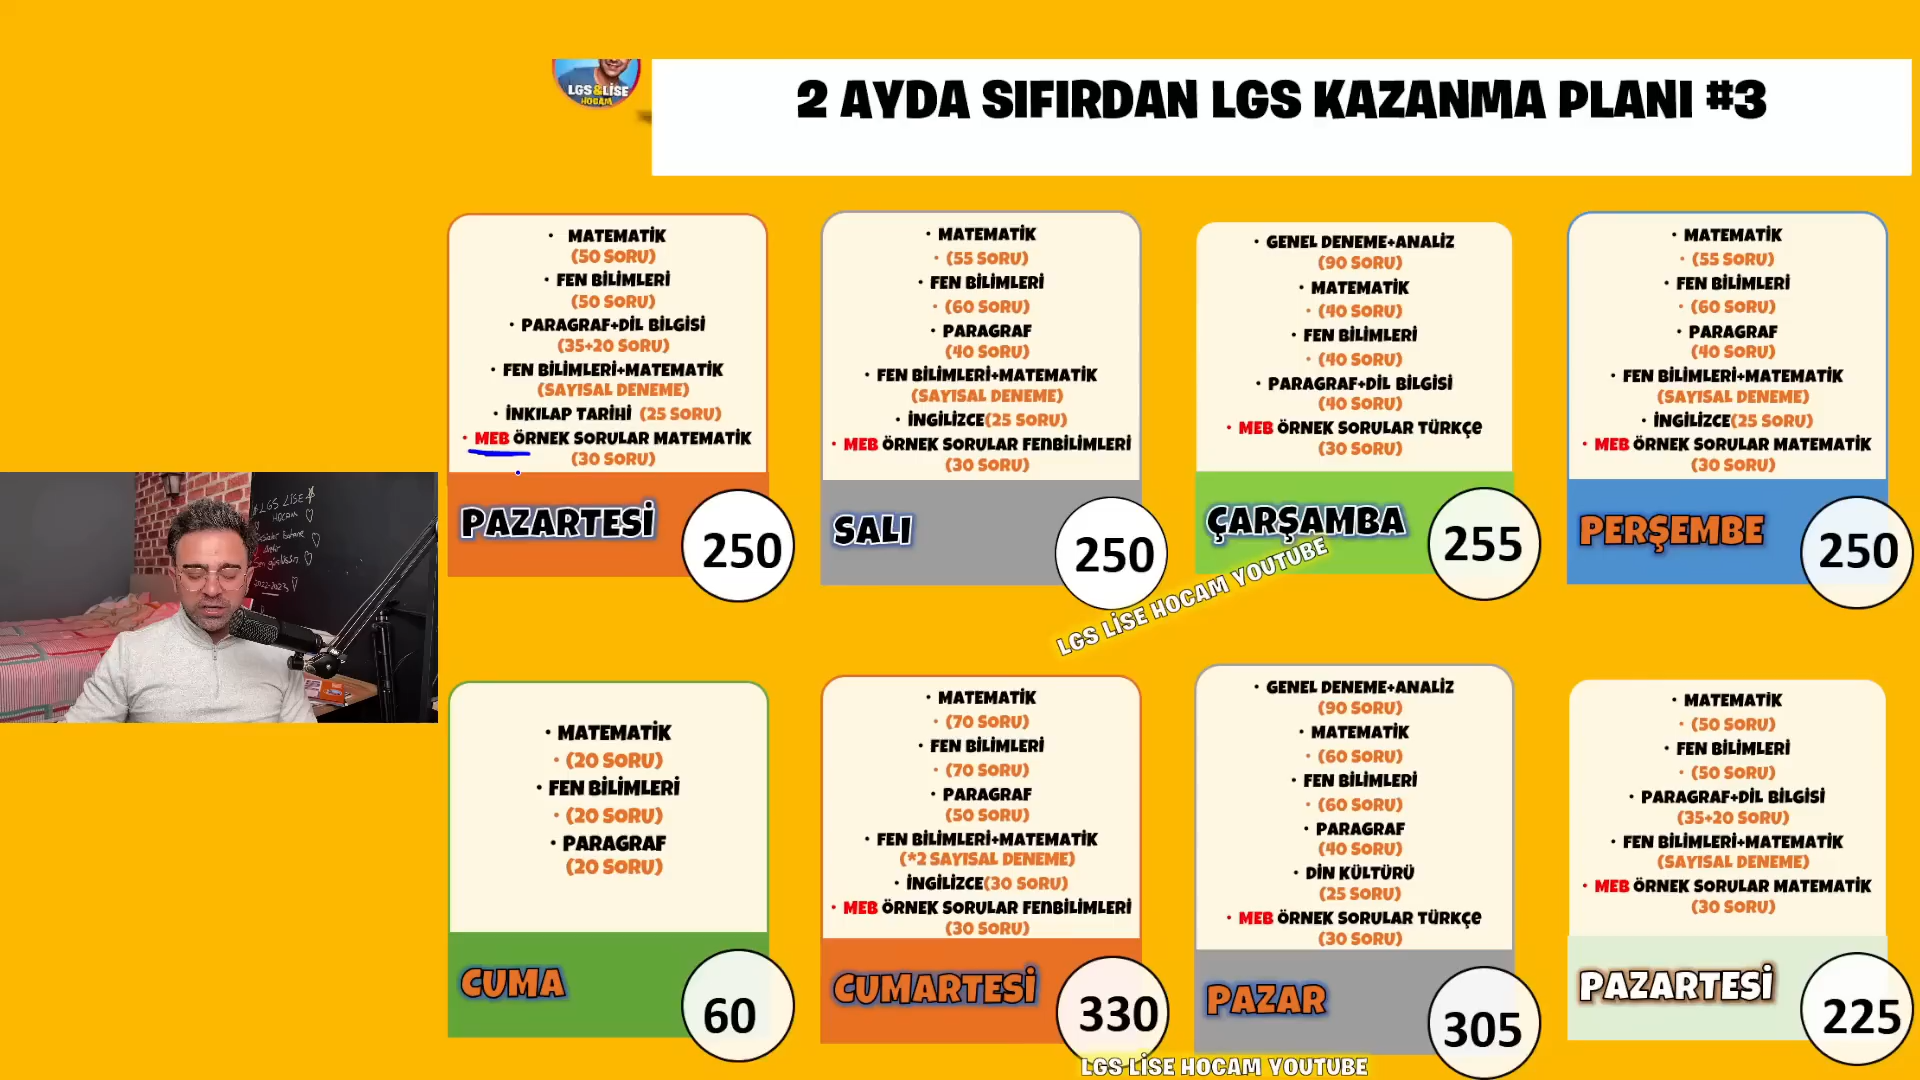 LGS&LİSE
HOCAM
2 AYDA SIFIRDAN LGS KAZANMA PLANI #3
• MATEMATİK
(50 SORU)
• FEN BİLİMLERİ
(50 SORU)
• PARAGRAF+DİL BİLGİSİ
(35+20 SORU)
• FEN BİLİMLERİ+MATEMATİK
(SAYISAL DENEME)
• İNKILAP TARİHİ (25 SORU)
• MEB ÖRNEK SORULAR MATEMATİK
(30 SORU)
PAZARTESİ
250
• MATEMATİK
• (55 SORU)
• FEN BİLİMLERİ
• (60 SORU)
• PARAGRAF
(40 SORU)
• FEN BİLİMLERİ+MATEMATİK
(SAYISAL DENEME)
• İNGİLİZCE(25 SORU)
• MEB ÖRNEK SORULAR FENBİLİMLERİ
(30 SORU)
SALI
250
• GENEL DENEME+ANALİZ
(90 SORU)
• MATEMATİK
• (40 SORU)
• FEN BİLİMLERİ
• (40 SORU)
• PARAGRAF+DİL BİLGİSİ
(40 SORU)
• MEB ÖRNEK SORULAR TÜRKÇe
(30 SORU)
ÇARŞAMBA
255
• MATEMATİK
• (55 SORU)
• FEN BİLİMLERİ
• (60 SORU)
• PARAGRAF
(40 SORU)
• FEN BİLİMLERİ+MATEMATİK
(SAYISAL DENEME)
• İNGİLİZCE(25 SORU)
• MEB ÖRNEK SORULAR MATEMATİK
(30 SORU)
PERŞEMBE
250
LGS LİSE HOCAM YOUTUBE
#LGS LİSE
HOCAM
2022-2023
• MATEMATİK
• (20 SORU)
• FEN BİLİMLERİ
• (20 SORU)
• PARAGRAF
(20 SORU)
CUMA
60
• MATEMATİK
• (70 SORU)
• FEN BİLİMLERİ
• (70 SORU)
• PARAGRAF
(50 SORU)
• FEN BİLİMLERİ+MATEMATİK
(*2 SAYISAL DENEME)
• İNGİLİZCE(30 SORU)
• MEB ÖRNEK SORULAR FENBİLİMLERİ
(30 SORU)
CUMARTESİ
330
• GENEL DENEME+ANALİZ
(90 SORU)
• MATEMATİK
• (60 SORU)
• FEN BİLİMLERİ
• (60 SORU)
• PARAGRAF
(40 SORU)
• DİN KÜLTÜRÜ
(25 SORU)
• MEB ÖRNEK SORULAR TÜRKÇe
(30 SORU)
PAZAR
305
• MATEMATİK
• (50 SORU)
• FEN BİLİMLERİ
• (50 SORU)
• PARAGRAF+DİL BİLGİSİ
(35+20 SORU)
• FEN BİLİMLERİ+MATEMATİK
(SAYISAL DENEME)
• MEB ÖRNEK SORULAR MATEMATİK
(30 SORU)
PAZARTESİ
225
LGS LİSE HOCAM YOUTUBE